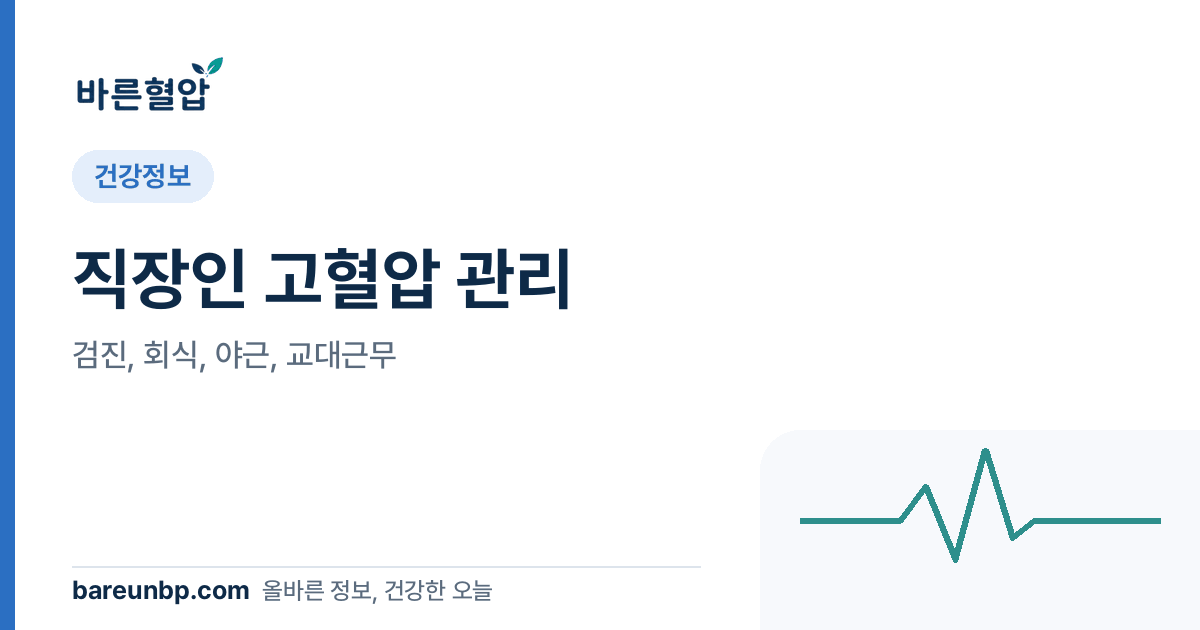 바른혈압
건강정보
직장인 고혈압 관리
검진, 회식, 야근, 교대근무
bareunbp.com 올바른 정보, 건강한 오늘